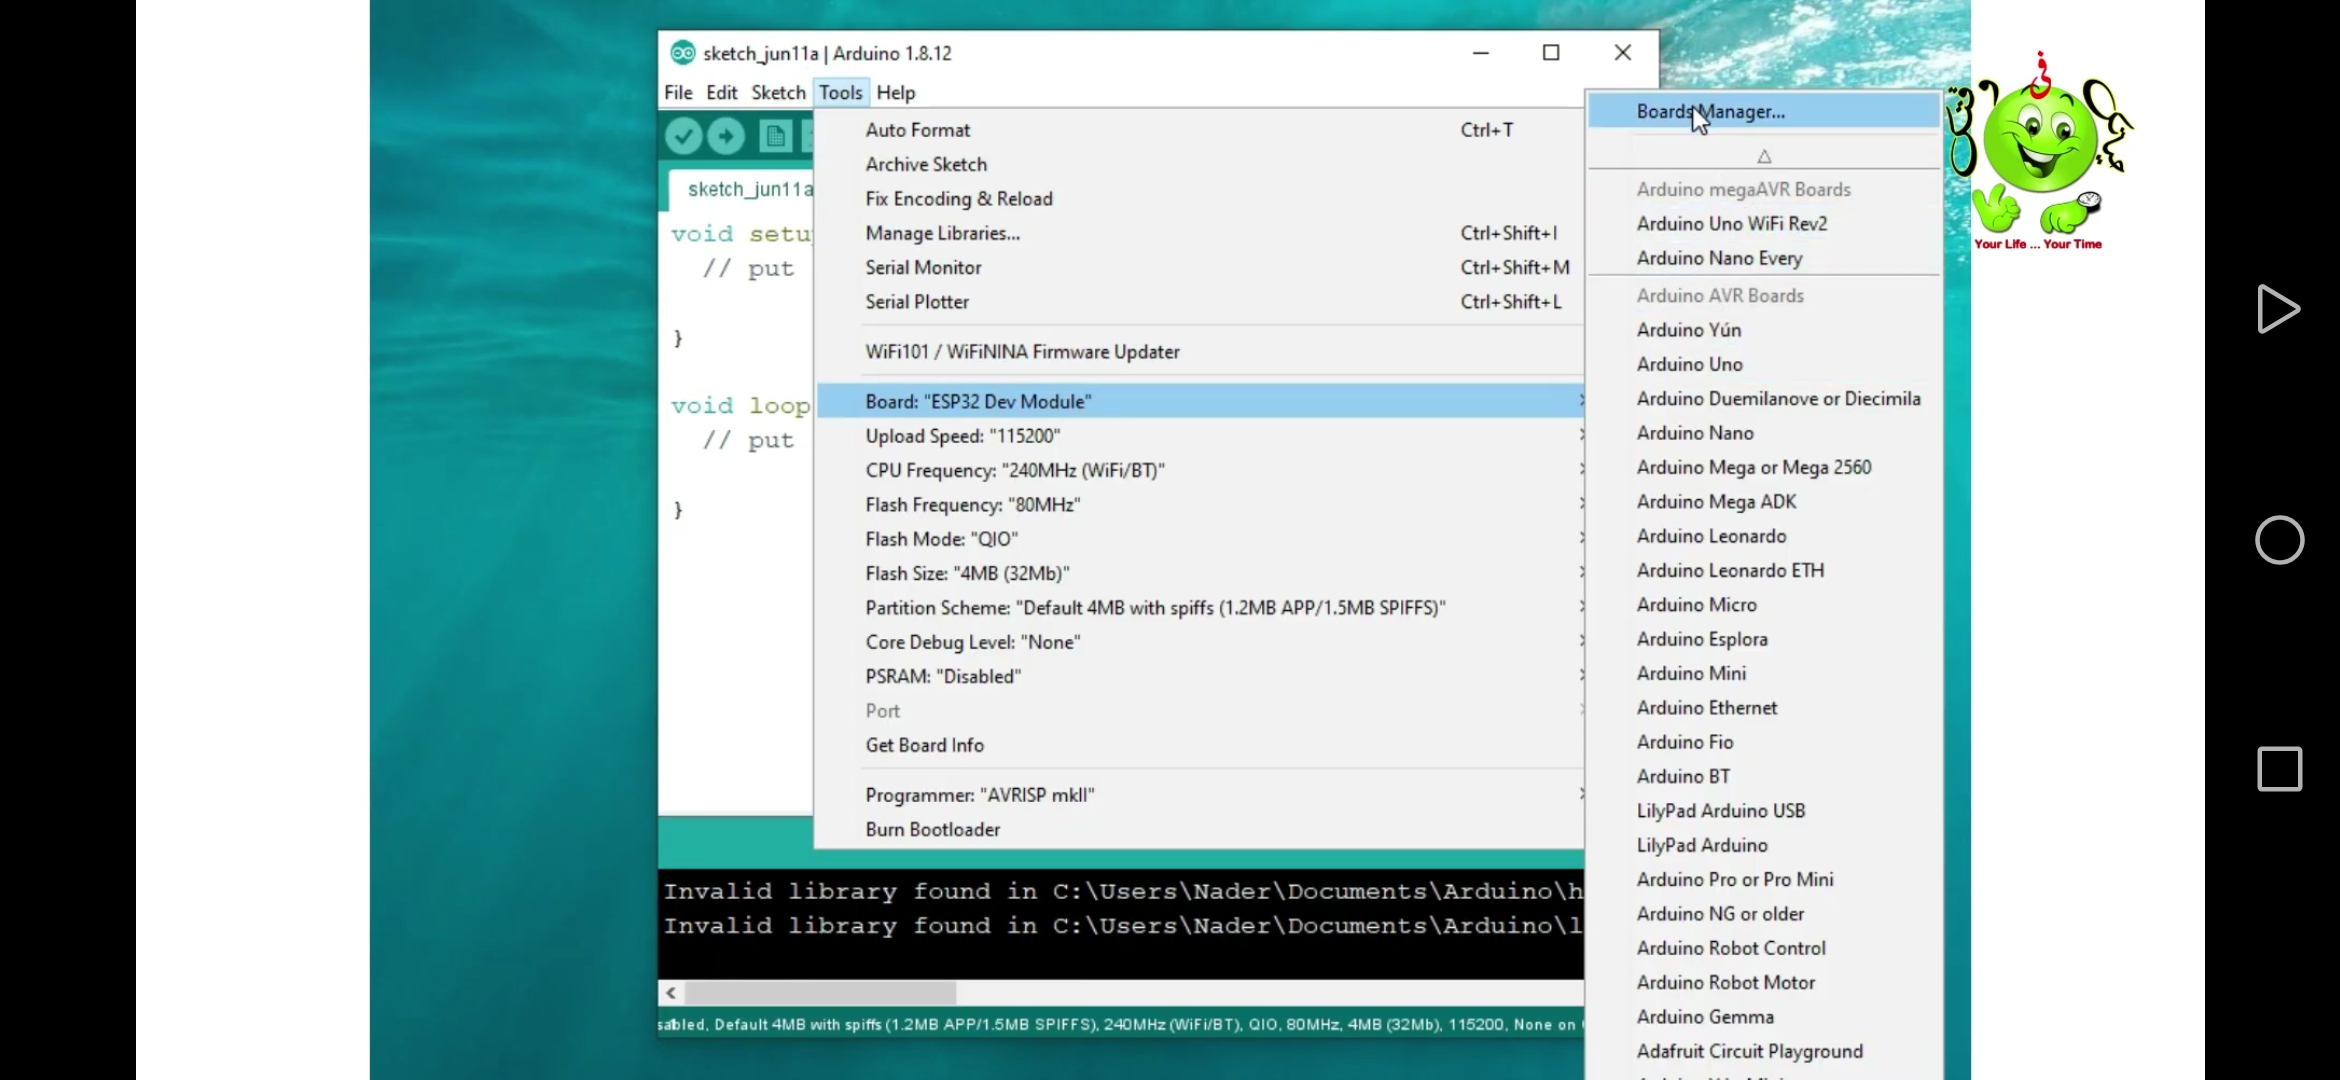 sketch_jun11a | Arduino 1.8.12
File Edit Sketch Tools Help
sketch_jun11a
void setu
// put
}
void loop
// put
}
Auto Format Ctrl+T
Archive Sketch
Fix Encoding & Reload
Manage Libraries... Ctrl+Shift+I
Serial Monitor Ctrl+Shift+M
Serial Plotter Ctrl+Shift+L
WiFi101 / WiFiNINA Firmware Updater
Board: "ESP32 Dev Module"
Upload Speed: "115200"
CPU Frequency: "240MHz (WiFi/BT)"
Flash Frequency: "80MHz"
Flash Mode: "QIO"
Flash Size: "4MB (32Mb)"
Partition Scheme: "Default 4MB with spiffs (1.2MB APP/1.5MB SPIFFS)"
Core Debug Level: "None"
PSRAM: "Disabled"
Port
Get Board Info
Programmer: "AVRISP mkII"
Burn Bootloader
Boards Manager...
Arduino megaAVR Boards
Arduino Uno WiFi Rev2
Arduino Nano Every
Arduino AVR Boards
Arduino Yún
Arduino Uno
Arduino Duemilanove or Diecimila
Arduino Nano
Arduino Mega or Mega 2560
Arduino Mega ADK
Arduino Leonardo
Arduino Leonardo ETH
Arduino Micro
Arduino Esplora
Arduino Mini
Arduino Ethernet
Arduino Fio
Arduino BT
LilyPad Arduino USB
LilyPad Arduino
Arduino Pro or Pro Mini
Arduino NG or older
Arduino Robot Control
Arduino Robot Motor
Arduino Gemma
Adafruit Circuit Playground
Invalid library found in C:\Users\Nader\Documents\Arduino\h
Invalid library found in C:\Users\Nader\Documents\Arduino\l
sabled, Default 4MB with spiffs (1.2MB APP/1.5MB SPIFFS), 240MHz (WiFi/BT), QIO, 80MHz, 4MB (32Mb), 115200, None on
في
Your Life ... Your Time